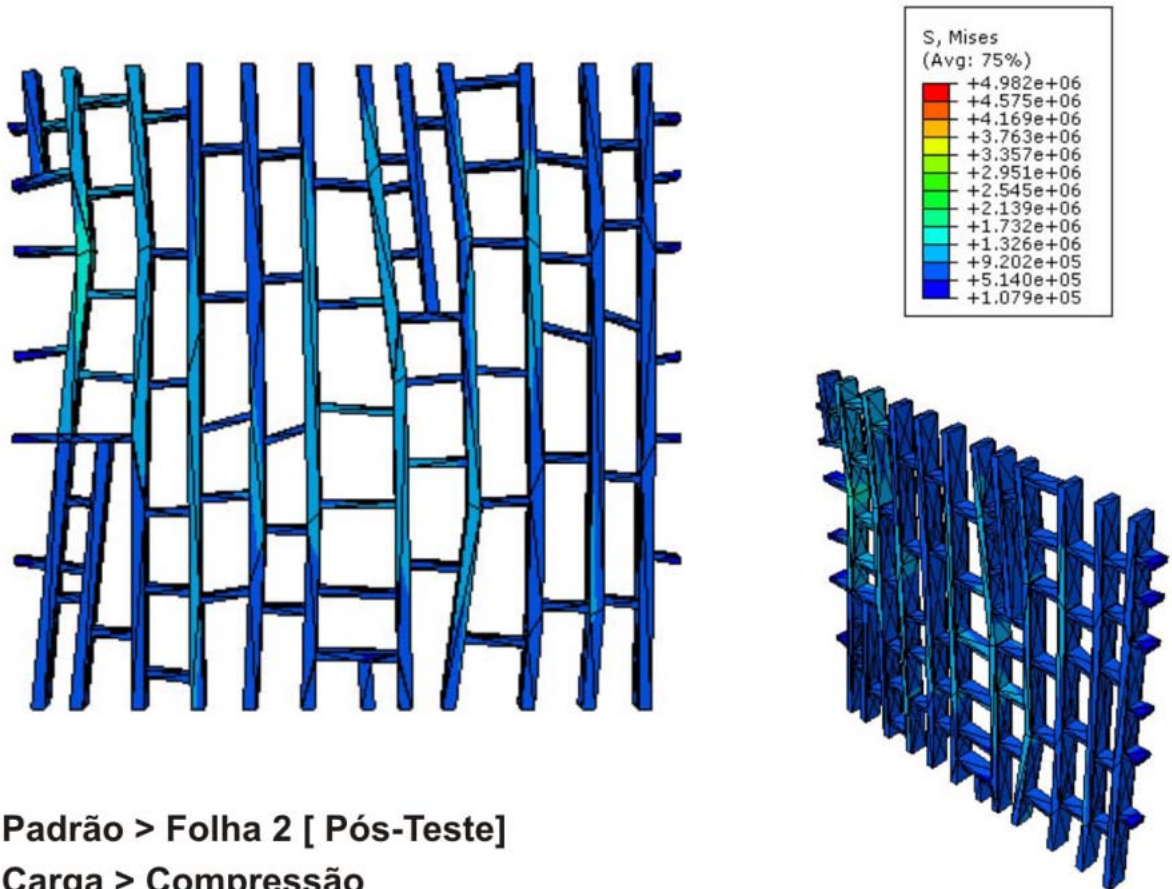 S, Mises
(Avg: 75%)
+4.982e+06
+4.575e+06
+4.169e+06
+3.763e+06
+3.357e+06
+2.951e+06
+2.545e+06
+2.139e+06
+1.732e+06
+1.326e+06
+9.202e+05
+5.140e+05
+1.079e+05
Padrão > Folha 2 [ Pós-Teste]
Carga > Compressão